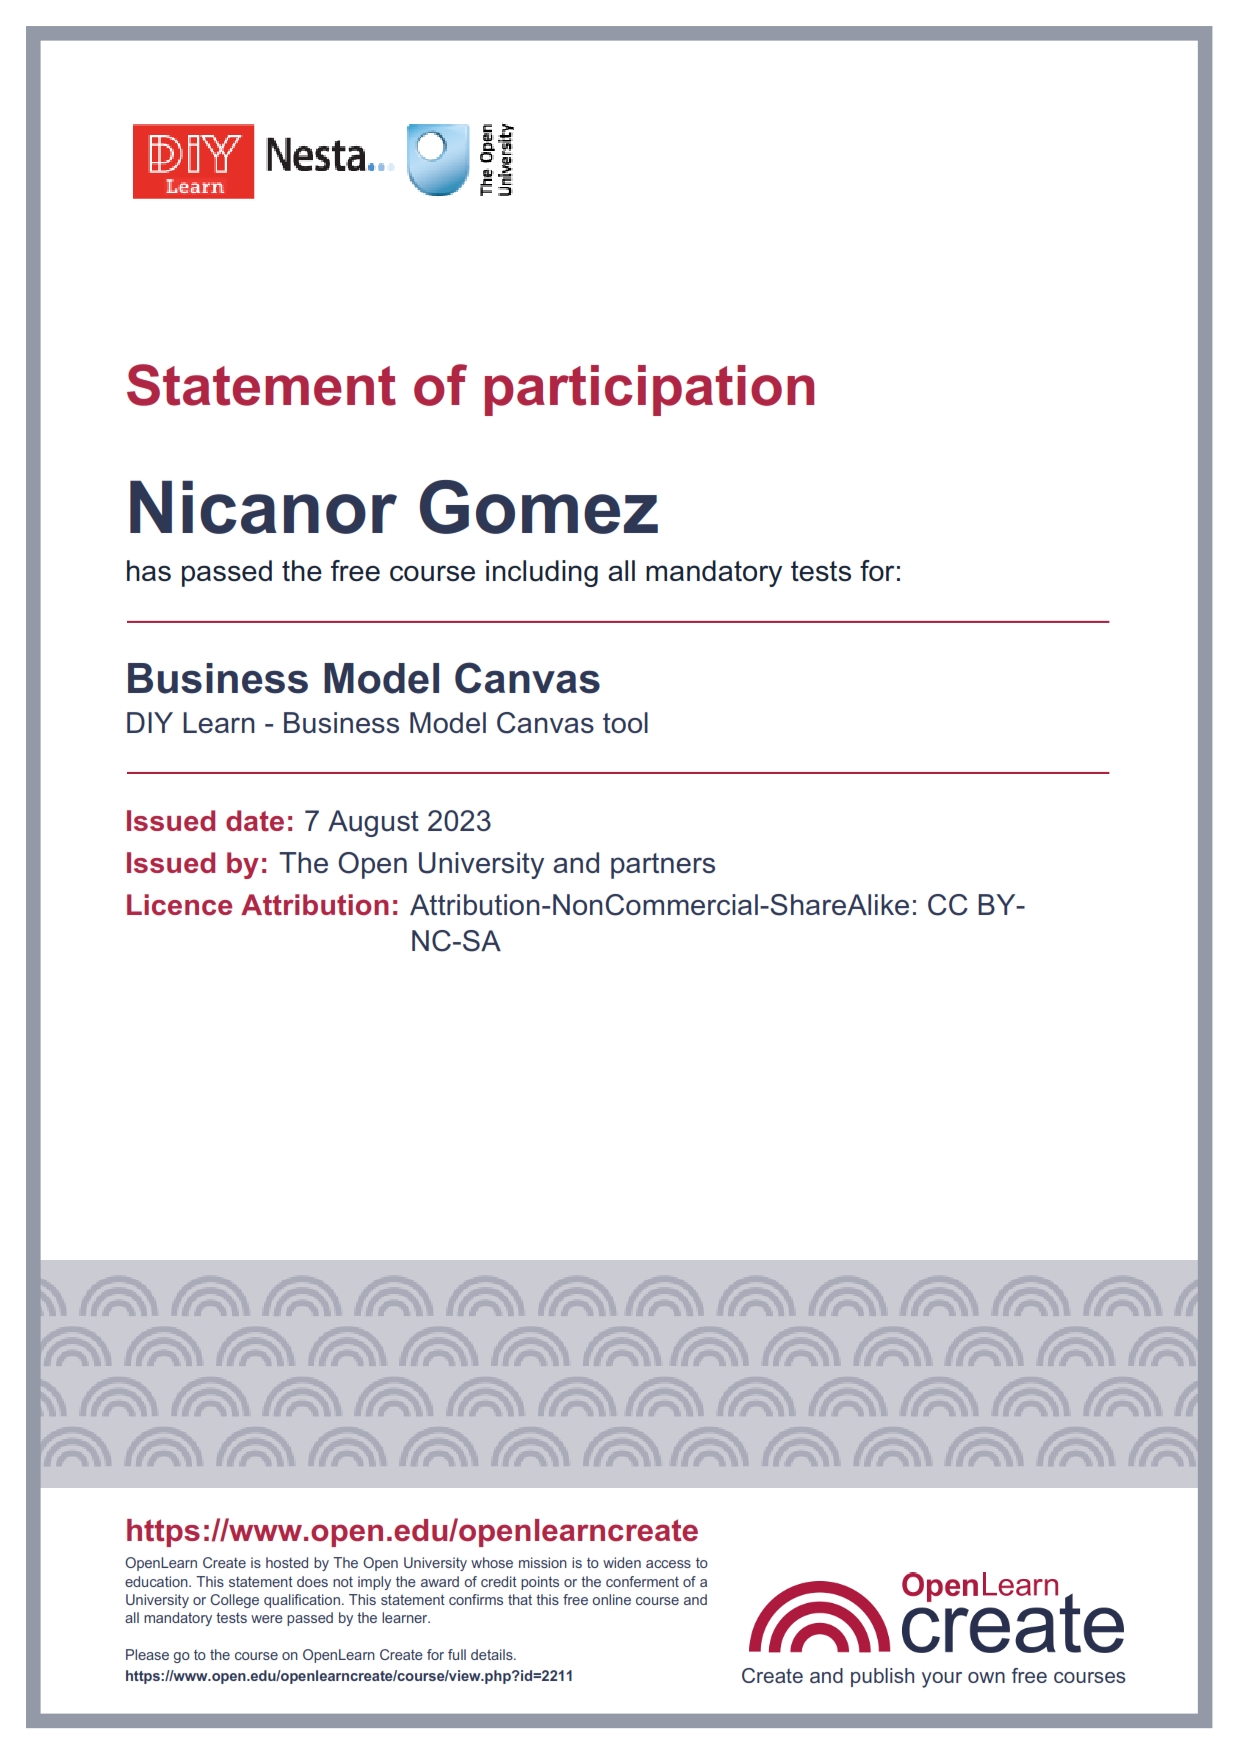 DIY
Learn
Nesta...
The Open
University
Statement of participation
Nicanor Gomez
has passed the free course including all mandatory tests for:
Business Model Canvas
DIY Learn - Business Model Canvas tool
Issued date: 7 August 2023
Issued by: The Open University and partners
Licence Attribution: Attribution-NonCommercial-ShareAlike: CC BY-
NC-SA
https://www.open.edu/openlearncreate
OpenLearn Create is hosted by The Open University whose mission is to widen access to
education. This statement does not imply the award of credit points or the conferment of a
University or College qualification. This statement confirms that this free online course and
all mandatory tests were passed by the learner.
Please go to the course on OpenLearn Create for full details.
https://www.open.edu/openlearncreate/course/view.php?id=2211
OpenLearn
create
Create and publish your own free courses